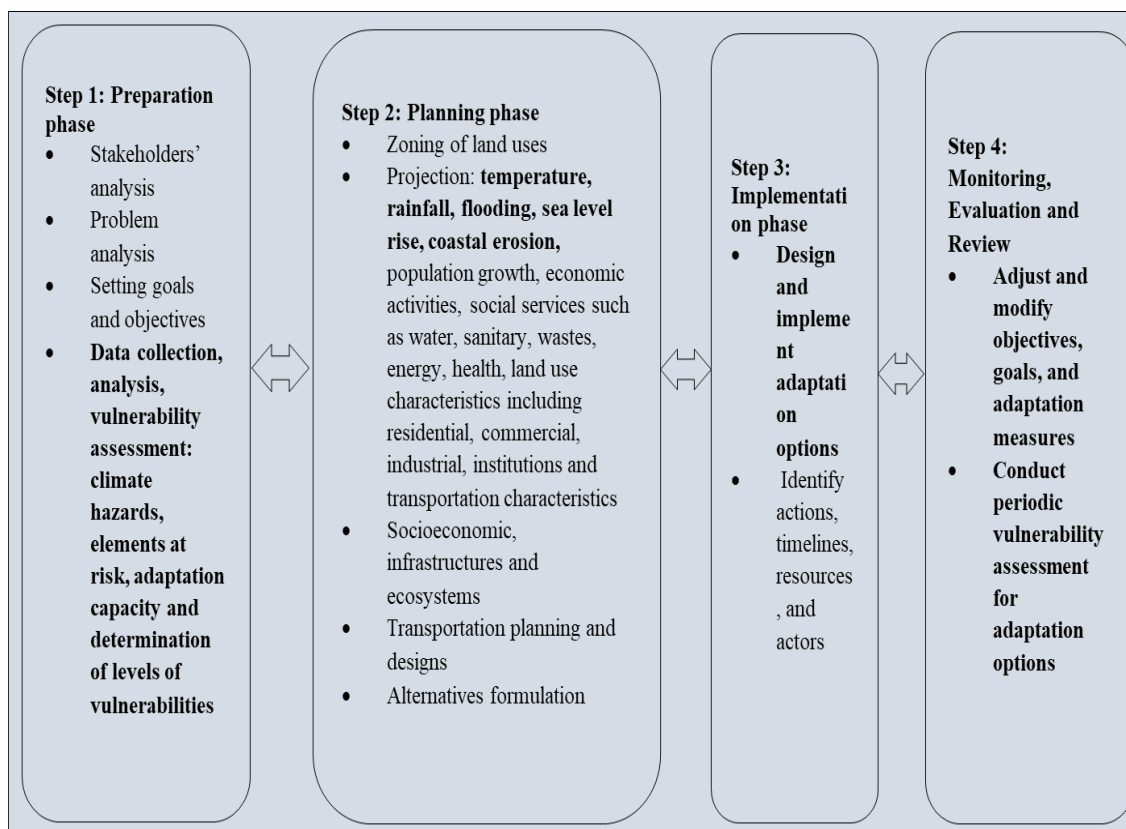 Step 1: Preparation
phase
• Stakeholders'
analysis
• Problem
analysis
• Setting goals
and objectives
• Data collection,
analysis,
vulnerability
assessment:
climate
hazards,
elements at
risk, adaptation
capacity and
determination
of levels of
vulnerabilities
Step 2: Planning phase
• Zoning of land uses
• Projection: temperature,
rainfall, flooding, sea level
rise, coastal erosion,
population growth, economic
activities, social services such
as water, sanitary, wastes,
energy, health, land use
characteristics including
residential, commercial,
industrial, institutions and
transportation characteristics
• Socioeconomic,
infrastructures and
ecosystems
• Transportation planning and
designs
• Alternatives formulation
Step 3:
Implementati
on phase
• Design
and
impleme
nt
adaptati
on
options
• Identify
actions,
timelines,
resources
, and
actors
Step 4:
Monitoring,
Evaluation and
Review
• Adjust and
modify
objectives,
goals, and
adaptation
measures
• Conduct
periodic
vulnerability
assessment
for
adaptation
options